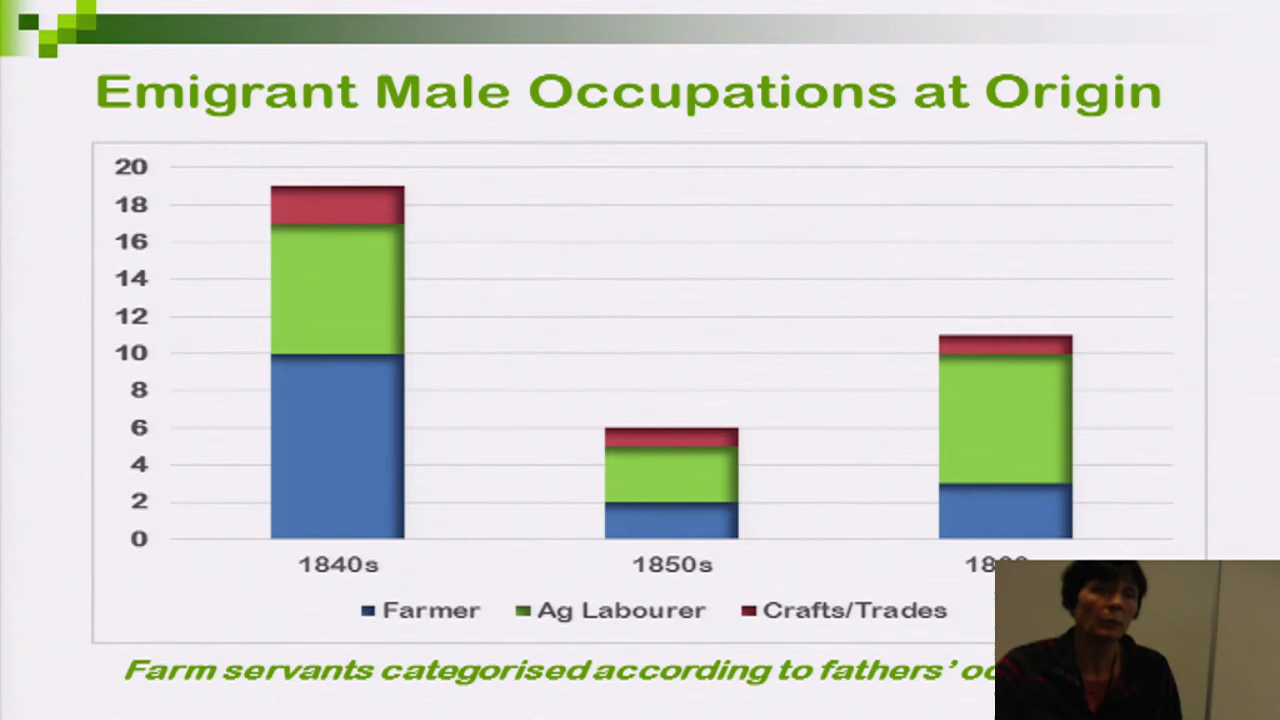 Emigrant Male Occupations at Origin
20
18
16
14
12
10
8
6
4
2
0
1840s 1850s
Farmer Ag Labourer Crafts/Trades
Farm servants categorised according to fathers'